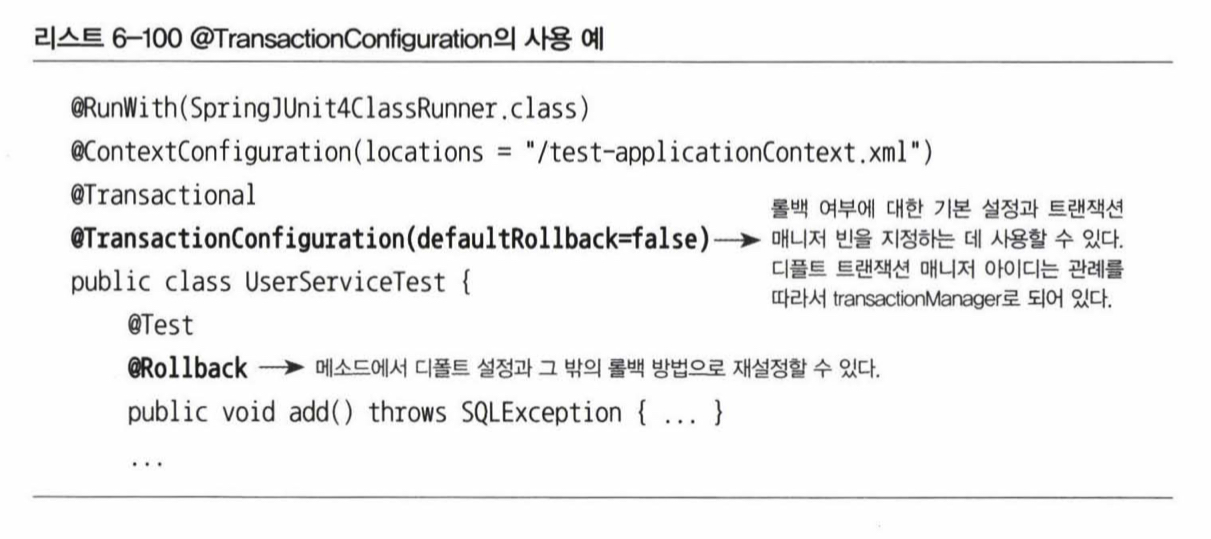 리스트 6–100 @TransactionConfiguration의 사용 예
@RunWith(SpringJUnit4ClassRunner.class)
@ContextConfiguration(locations = "/test-applicationContext.xml")
@Transactional
@TransactionConfiguration(defaultRollback=false)
롤백 여부에 대한 기본 설정과 트랜잭션
매니저 빈을 지정하는 데 사용할 수 있다.
디폴트 트랜잭션 매니저 아이디는 관례를
따라서 transactionManager로 되어 있다.
public class UserServiceTest {
@Test
@Rollback
메소드에서 디폴트 설정과 그 밖의 롤백 방법으로 재설정할 수 있다.
public void add() throws SQLException { ... }
...